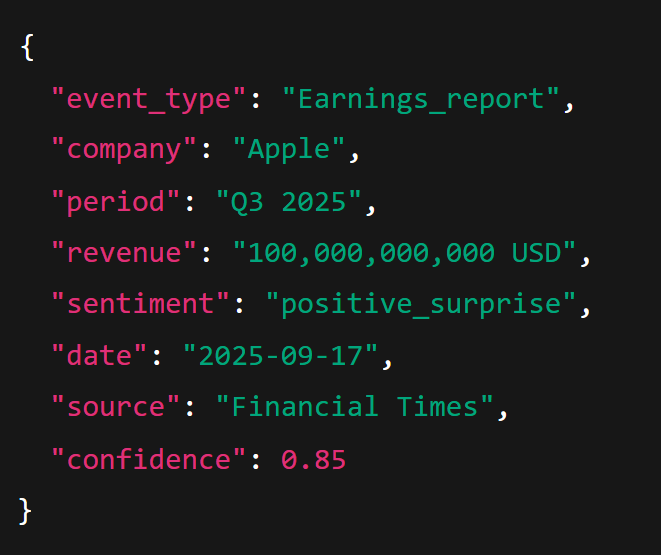 {
"event_type": "Earnings_report",
"company": "Apple",
"period": "Q3 2025",
"revenue": "100,000,000,000 USD",
"sentiment": "positive_surprise",
"date": "2025-09-17",
"source": "Financial Times",
"confidence": 0.85
}